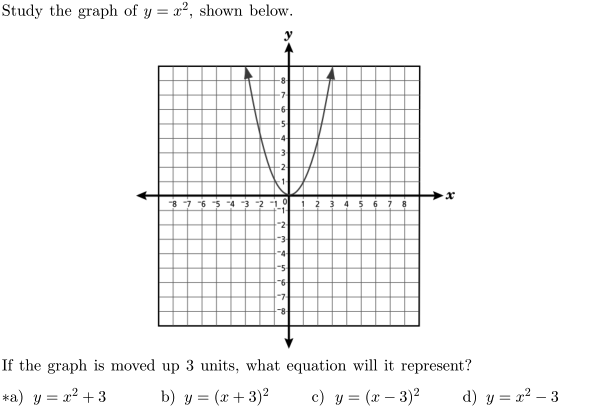 Study the graph of y = x², shown below.
y
8
7
6
5
4
3
2
1
x
⁻8 ⁻7 ⁻6 ⁻5 ⁻4 ⁻3 ⁻2 ⁻1 0 1 2 3 4 5 6 7 8
⁻1
⁻2
⁻3
⁻4
⁻5
⁻6
⁻7
⁻8
If the graph is moved up 3 units, what equation will it represent?
*a) y = x² + 3 b) y = (x + 3)² c) y = (x − 3)² d) y = x² − 3